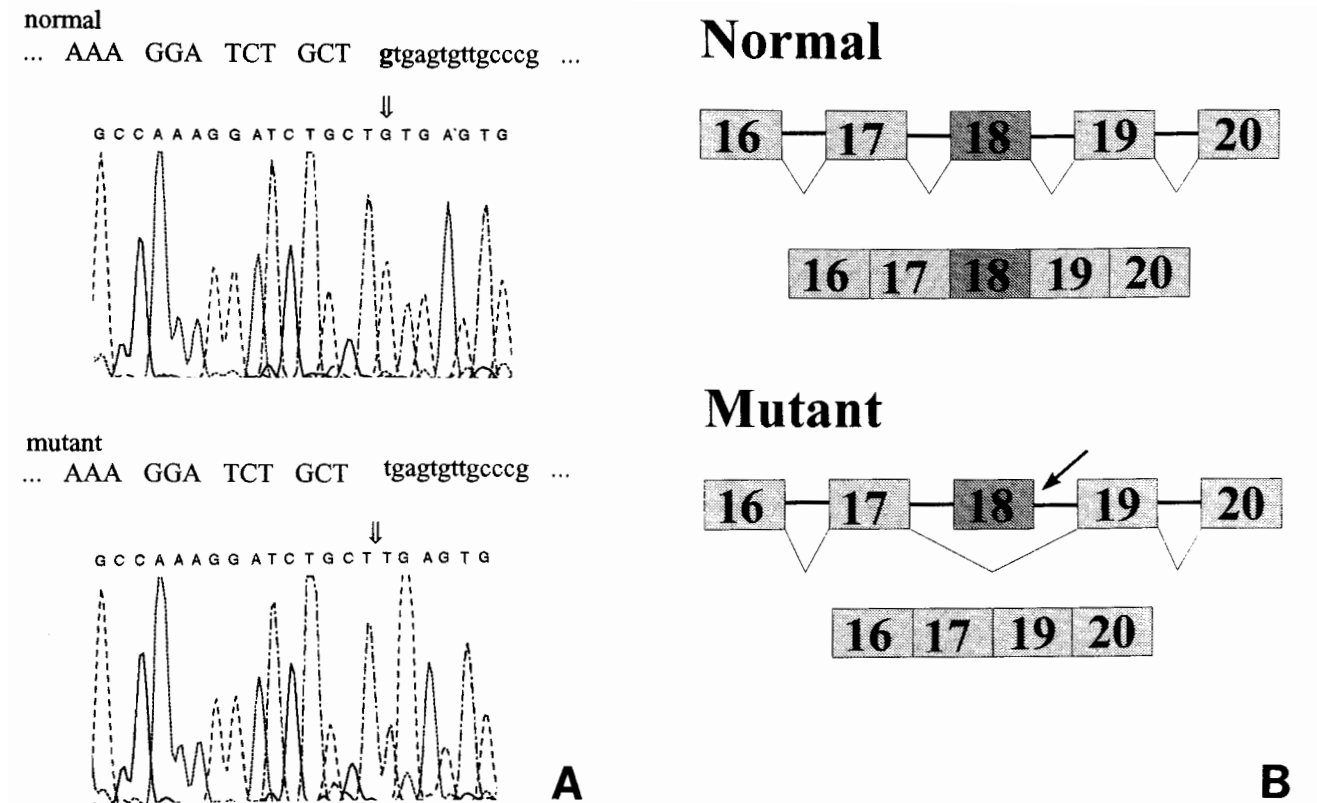 normal
... AAA GGA TCT GCT gtgagtgttgcccg ...
⇓
G C C A A A G G A T C T G C T G T G A G T G
mutant
... AAA GGA TCT GCT tgagtgttgcccg ...
⇓
G C C A A A G G A T C T G C T T G A G T G
A
Normal
16 17 18 19 20
16 17 18 19 20
Mutant
16 17 18 19 20
16 17 19 20
B